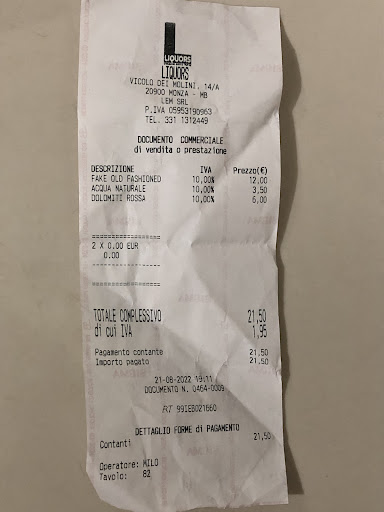 LIQUORS
LIQUORS
VICOLO DEI MOLINI, 14/A
20900 MONZA - MB
LEM SRL
P.IVA 05953190963
TEL. 331 1312449
DOCUMENTO COMMERCIALE
di vendita o prestazione
DESCRIZIONE IVA Prezzo(€)
FAKE OLD FASHIONED 10,00% 12,00
ACQUA NATURALE 10,00% 3,50
DOLOMITI ROSSA 10,00% 6,00
==================
2 X 0.00 EUR
0.00
------------------
==================
TOTALE COMPLESSIVO 21,50
di cui IVA 1,95
Pagamento contante 21,50
Importo pagato 21,50
21-08-2022 19:11
DOCUMENTO N. 0464-0009
RT 99IEB021660
DETTAGLIO FORME di PAGAMENTO
Contanti 21,50
Operatore: MILO
Tavolo: 82